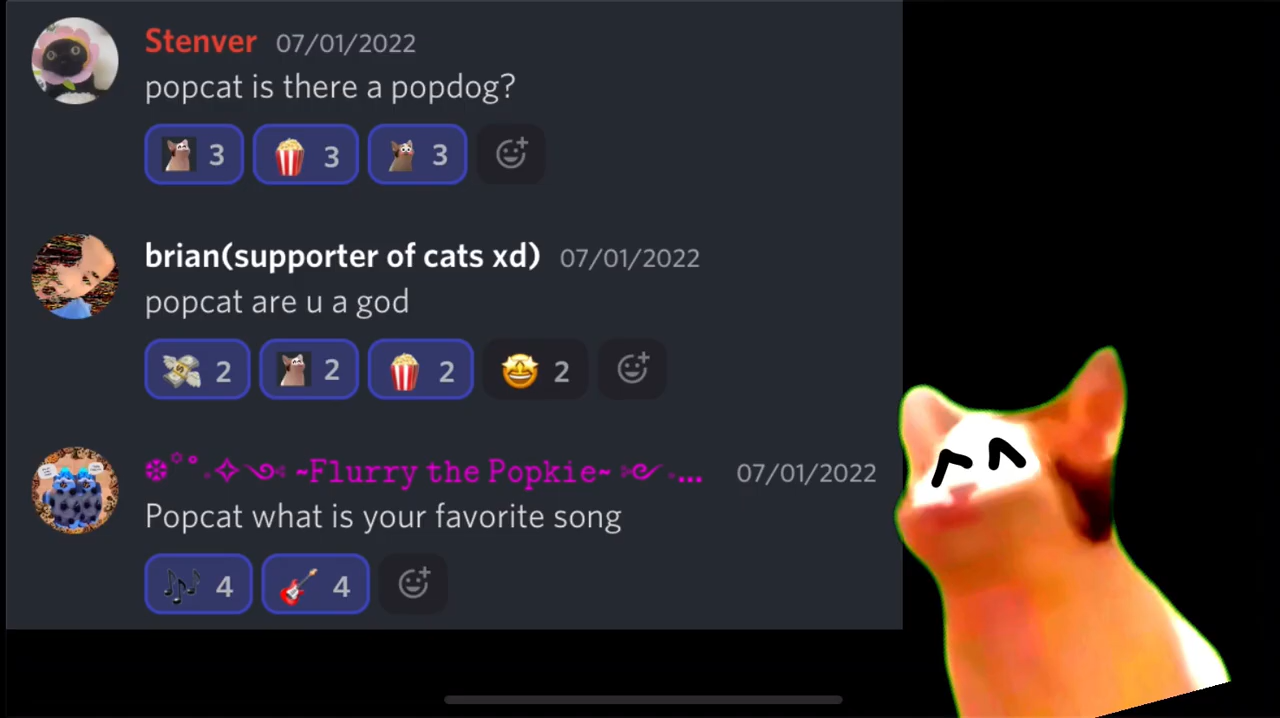 Stenver 07/01/2022
popcat is there a popdog?
3 3 3
brian(supporter of cats xd) 07/01/2022
popcat are u a god
2 2 2 2
~Flurry the Popkie~ ... 07/01/2022
Popcat what is your favorite song
4 4